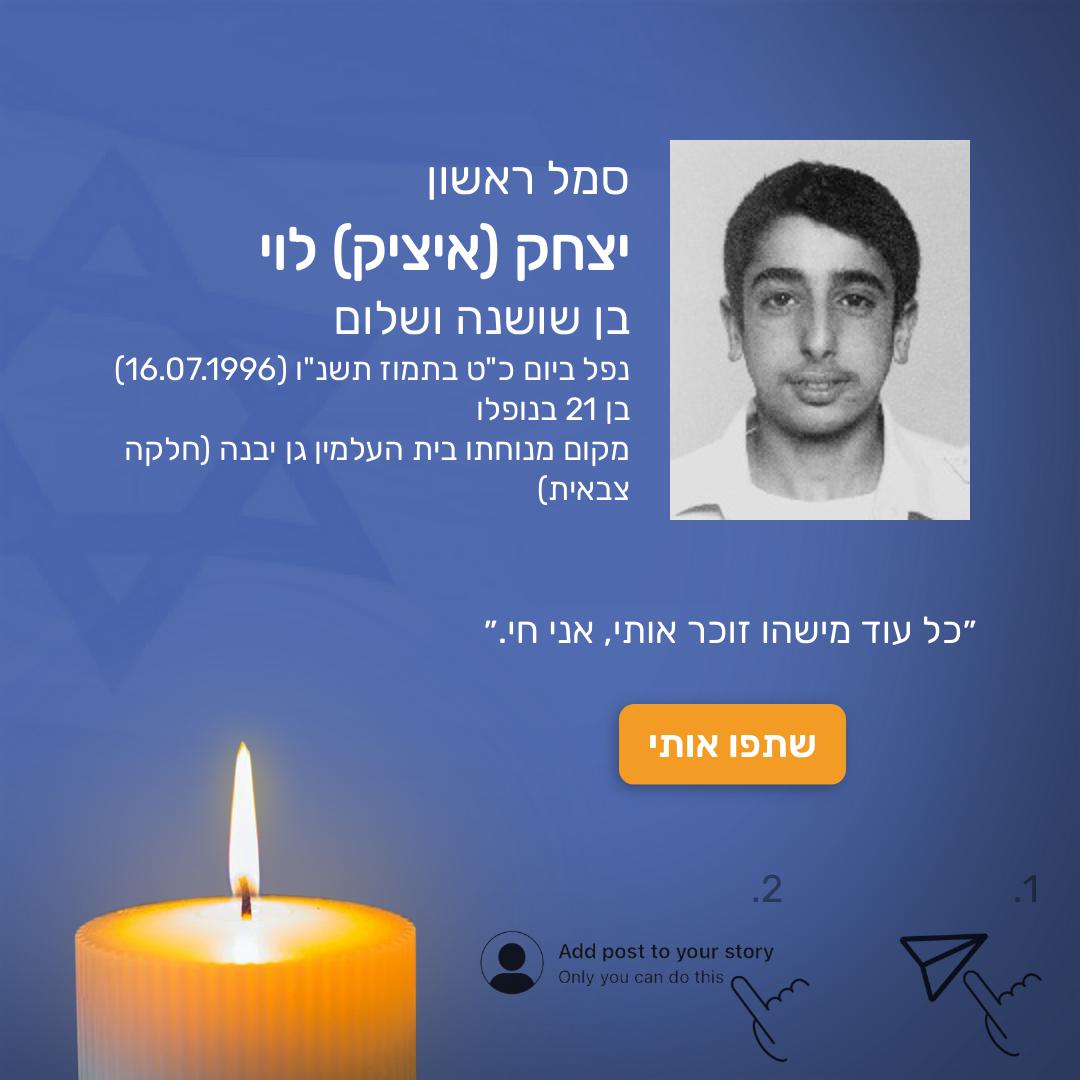 סמל ראשון
יצחק (איציק) לוי
בן שושנה ושלום
נפל ביום כ"ט בתמוז תשנ"ו (16.07.1996)
בן 21 בנופלו
מקום מנוחתו בית העלמין גן יבנה (חלקה
צבאית)
״כל עוד מישהו זוכר אותי, אני חי.״
שתפו אותי
.1
.2
Add post to your story
Only you can do this